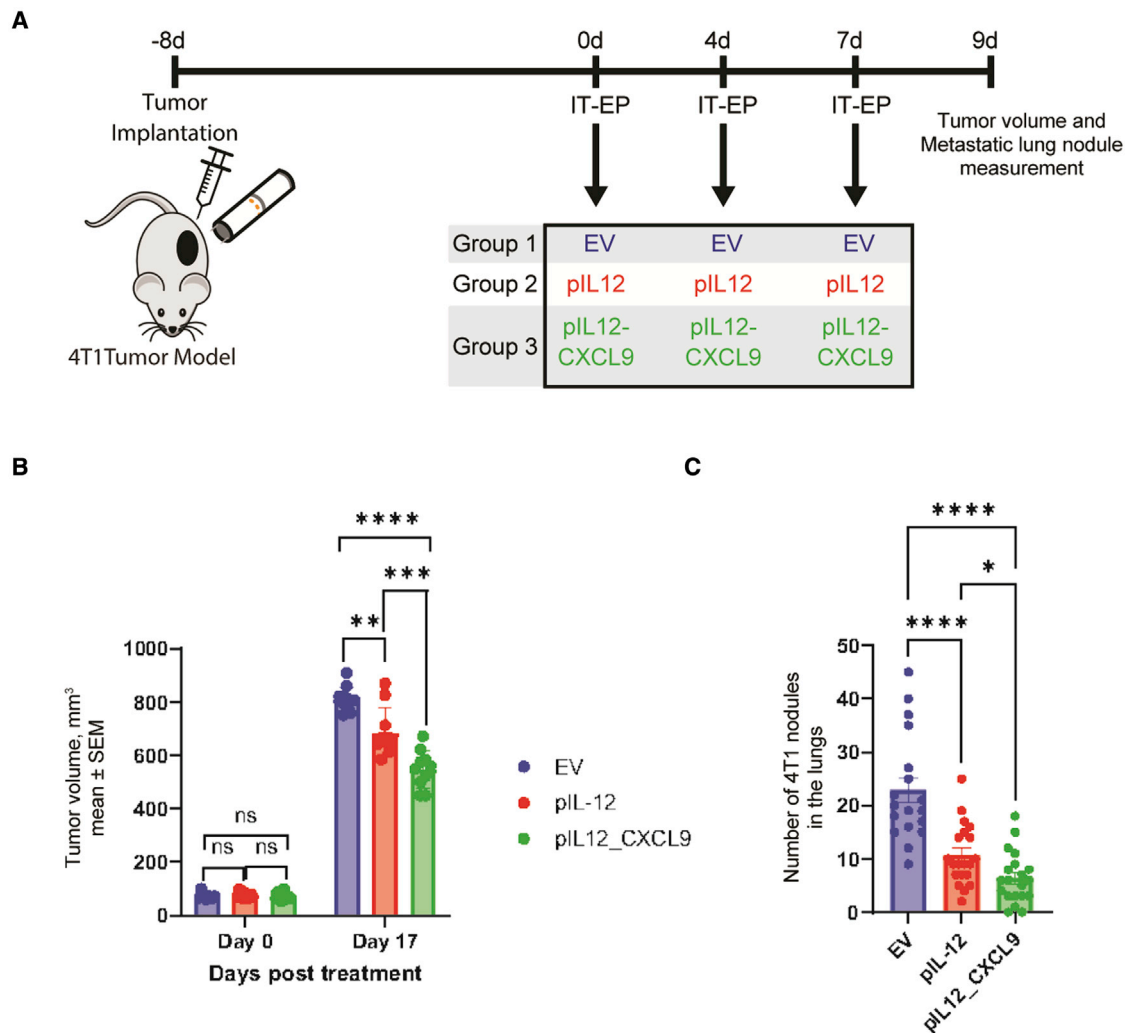 A
-8d 0d 4d 7d 9d
Tumor
Implantation
IT-EP IT-EP IT-EP
Tumor volume and
Metastatic lung nodule
measurement
4T1Tumor Model
Group 1 EV EV EV
Group 2 pIL12 pIL12 pIL12
Group 3
pIL12- pIL12- pIL12-
CXCL9 CXCL9 CXCL9
B
Tumor volume, mm³
mean ± SEM
1000
800
600
400
200
0
ns
ns ns
****
***
**
Day 0 Day 17
Days post treatment
EV
pIL-12
pIL12_CXCL9
C
Number of 4T1 nodules
in the lungs
50
40
30
20
10
0
****
*
****
EV pIL-12 pIL12_CXCL9